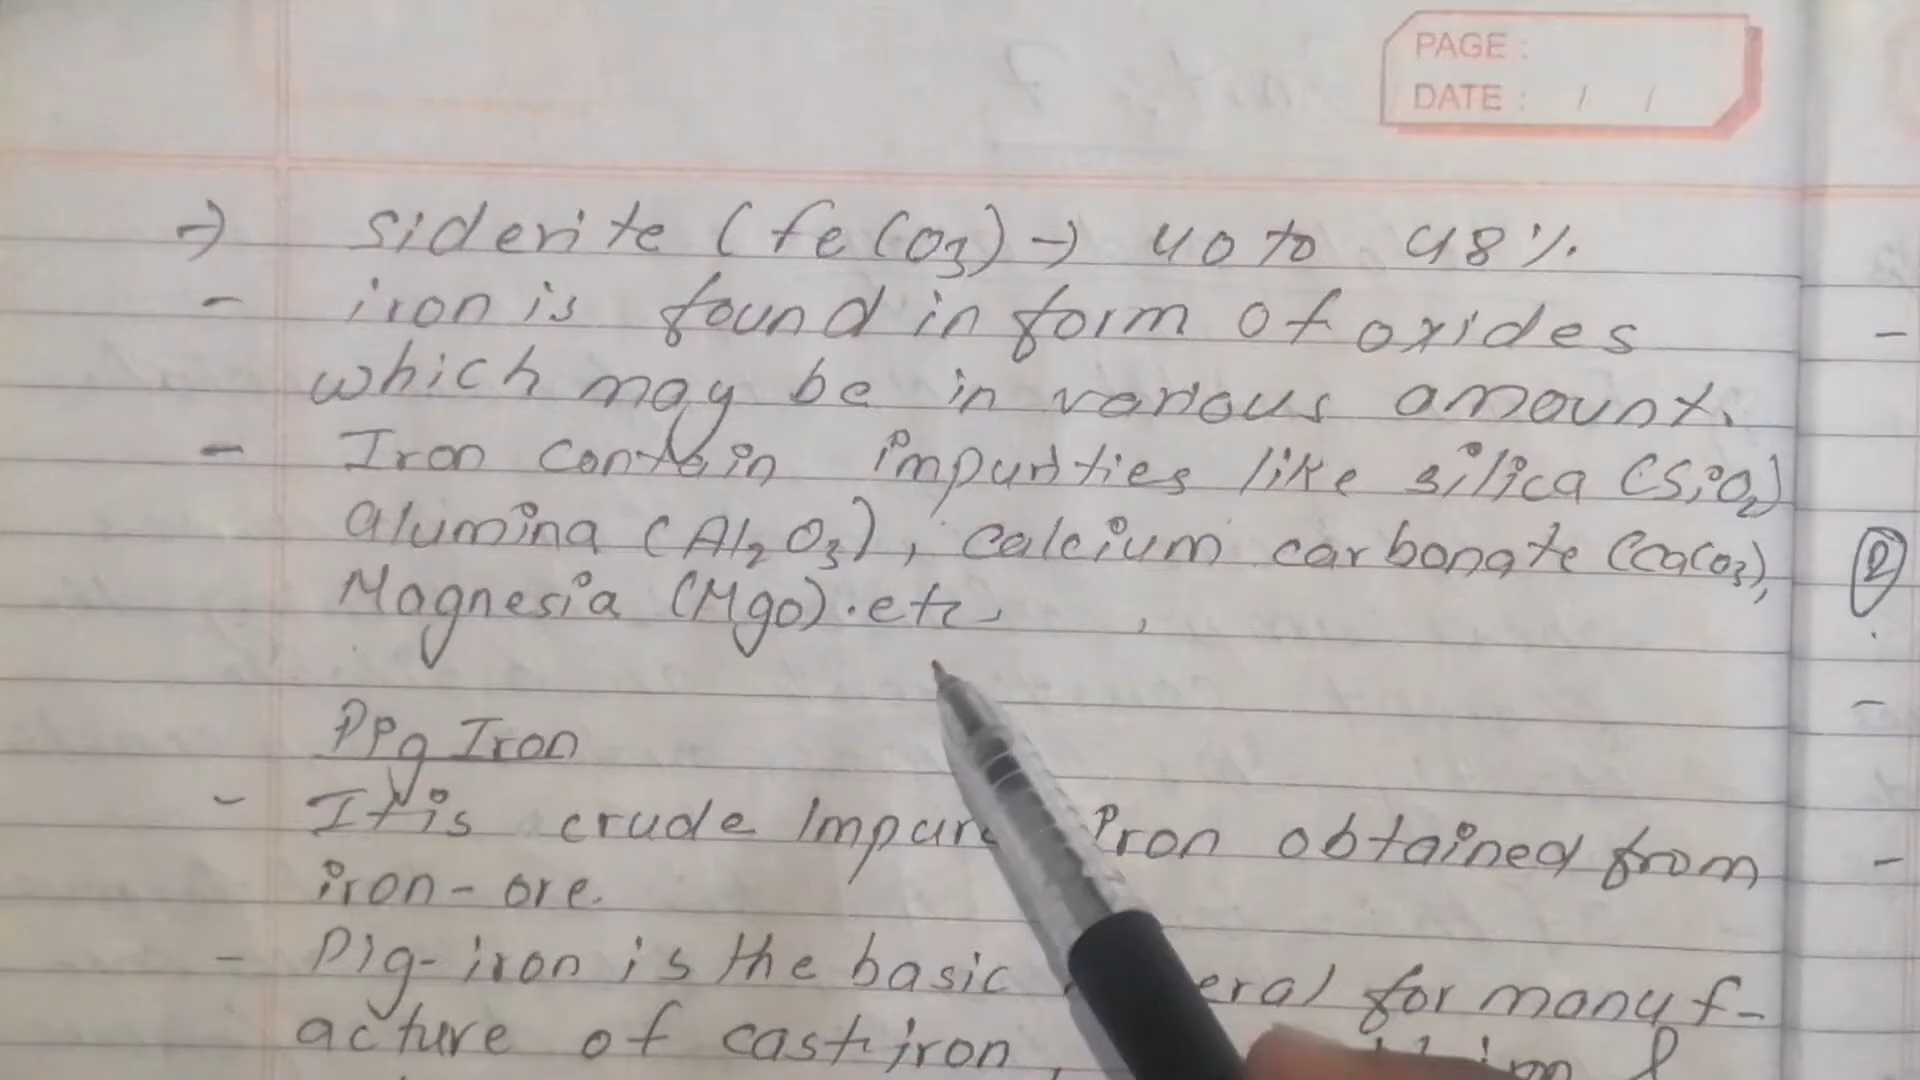 PAGE :
DATE : / /
→ siderite (feCO3) → 40 to 48%.
- iron is found in form of oxides
which may be in various amount.
- Iron contain impurities like silica (SiO2)
alumina (Al2O3), calcium carbonate (CaCO3),
Magnesia (MgO). etc.
Pig Iron
- It is crude Impure iron obtained from
iron-ore.
- Pig-iron is the basic for manuf-
acture of cast iron, &
2